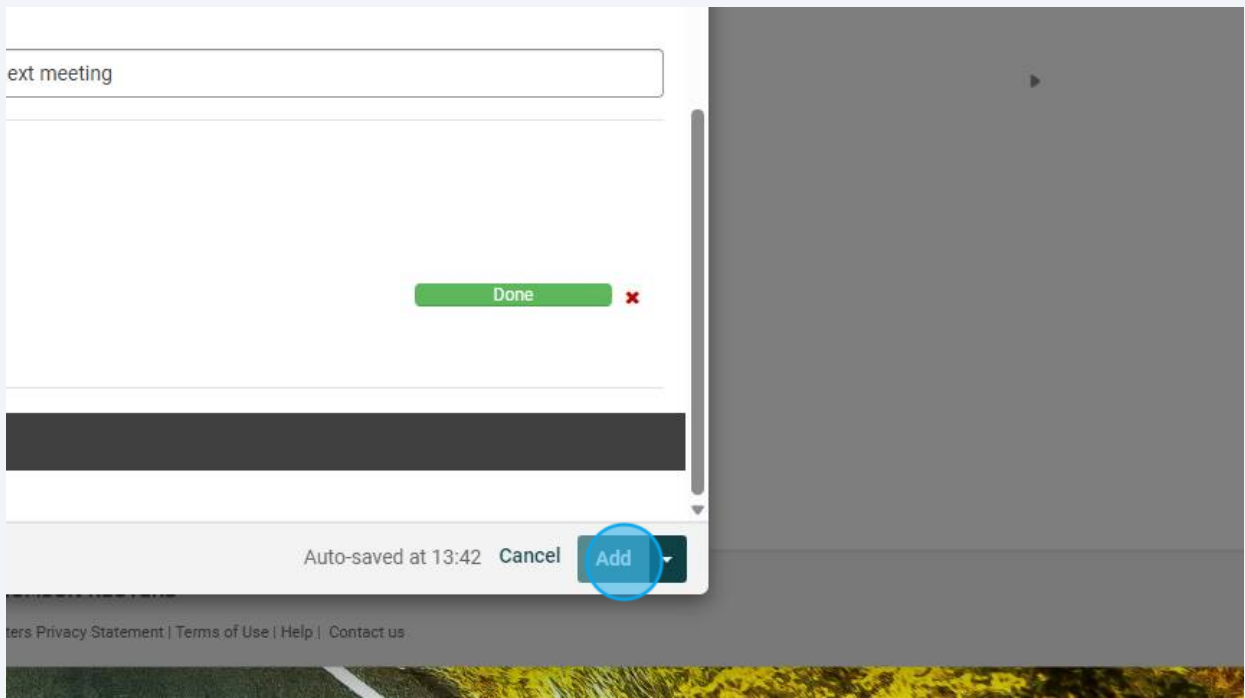 ext meeting
Done
Auto-saved at 13:42 Cancel Add
ters Privacy Statement | Terms of Use | Help | Contact us